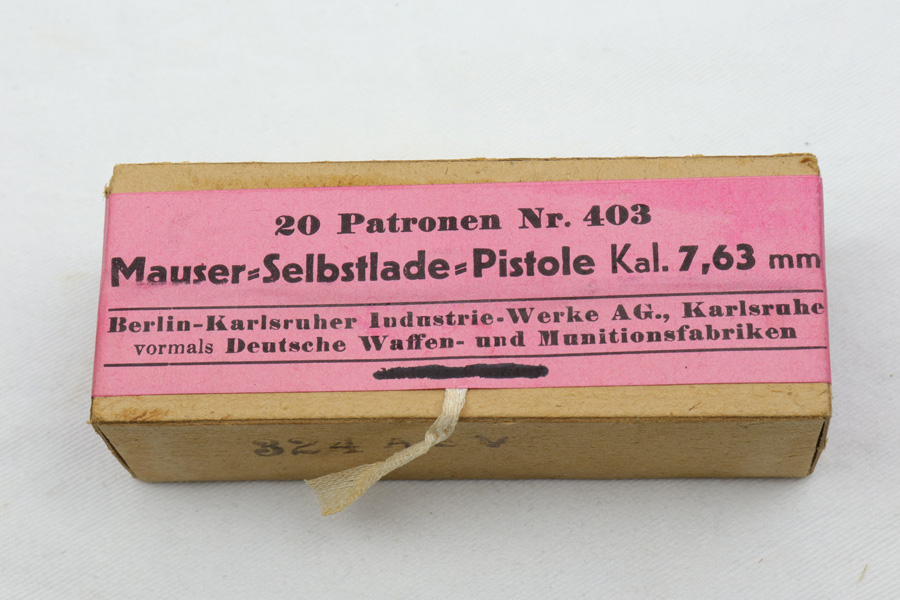 20 Patronen Nr. 403
Mauser=Selbstlade=Pistole Kal. 7,63 mm
Berlin-Karlsruher Industrie-Werke AG., Karlsruhe
vormals Deutsche Waffen- und Munitionsfabriken
324